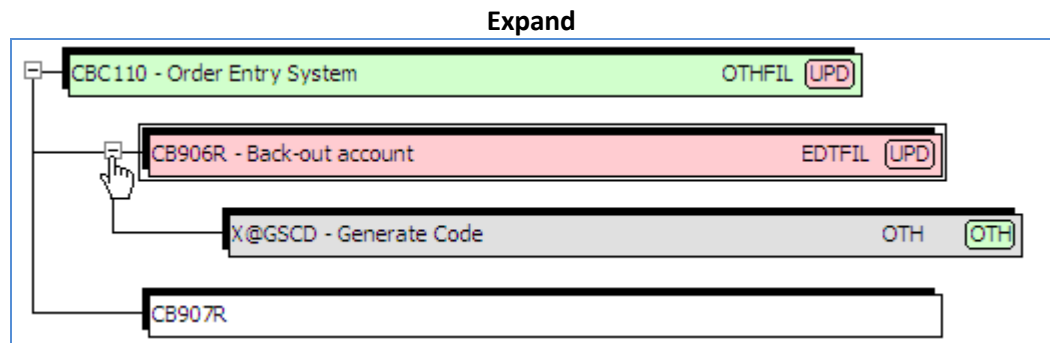 Expand
CBC110 - Order Entry System OTHFIL UPD
CB906R - Back-out account EDTFIL UPD
X@GSCD - Generate Code OTH OTH
CB907R